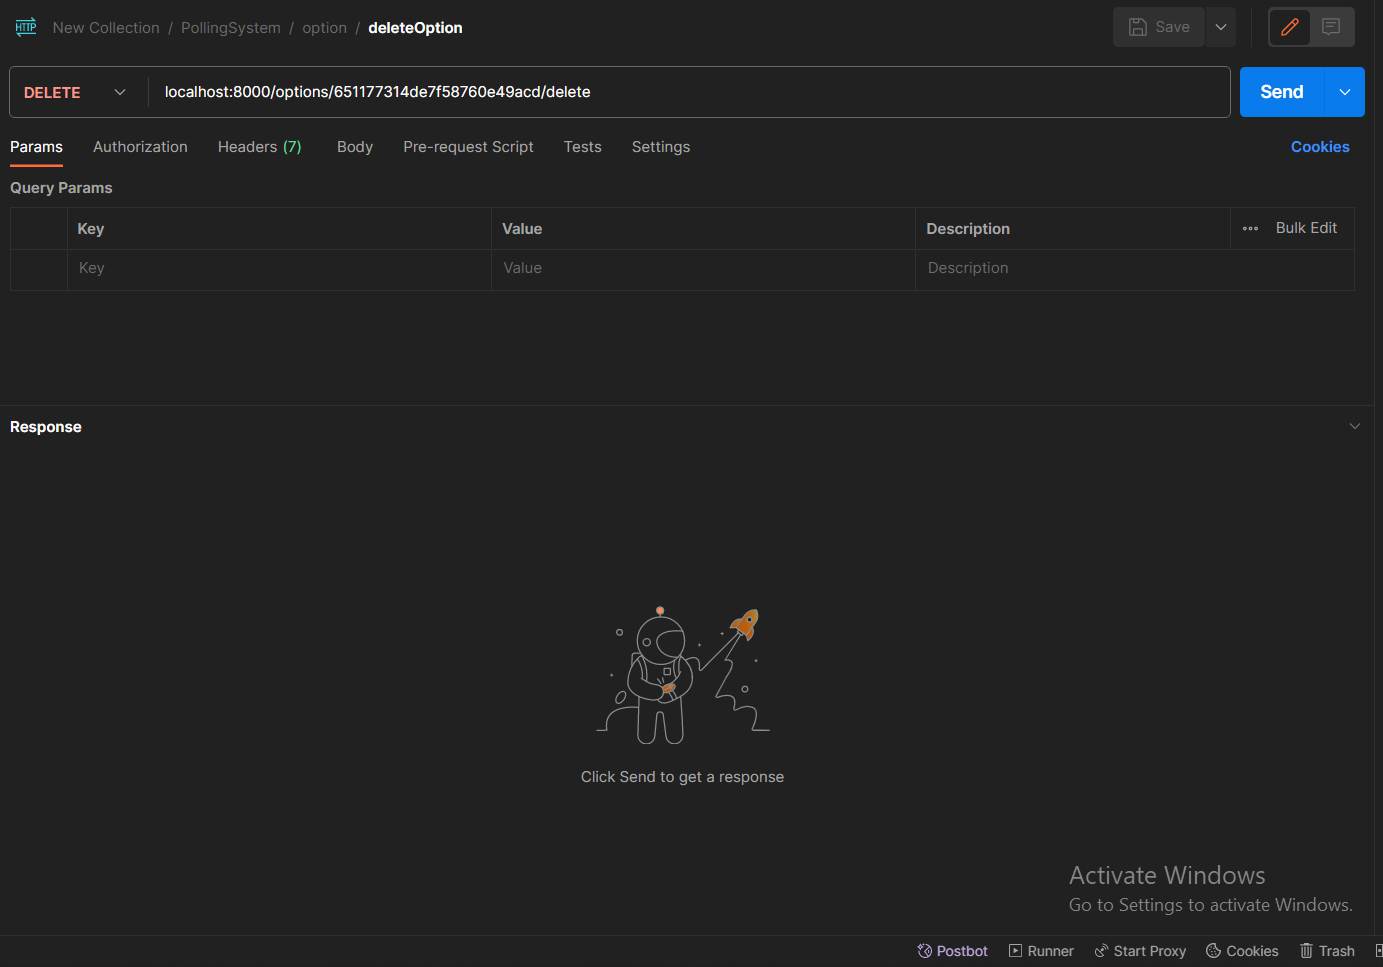 HTTP New Collection / PollingSystem / option / deleteOption Save
DELETE localhost:8000/options/651177314de7f58760e49acd/delete Send
Params Authorization Headers (7) Body Pre-request Script Tests Settings Cookies
Query Params
Key Value Description Bulk Edit
Key Value Description
Response
Click Send to get a response
Activate Windows
Go to Settings to activate Windows.
Postbot Runner Start Proxy Cookies Trash